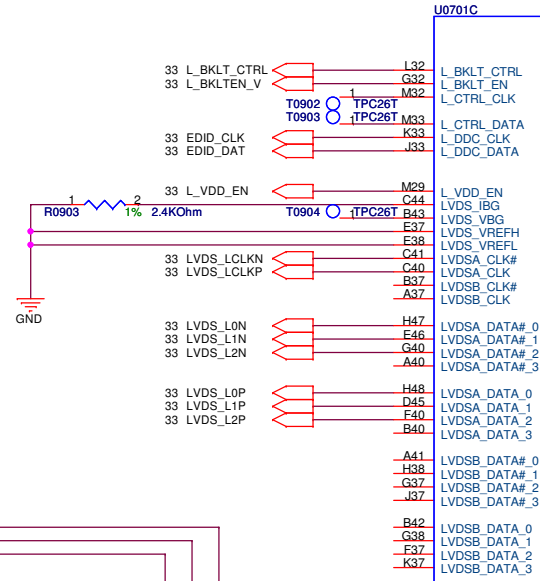 U0701C
33 L_BKLT_CTRL L32 L_BKLT_CTRL
33 L_BKLTEN_V G32 L_BKLT_EN
T0902 1 TPC26T M32 L_CTRL_CLK
T0903 1 TPC26T M33 L_CTRL_DATA
33 EDID_CLK K33 L_DDC_CLK
33 EDID_DAT J33 L_DDC_DATA
33 L_VDD_EN M29 L_VDD_EN
1 2 C44 LVDS_IBG
R0903 1% 2.4KOhm T0904 1 TPC26T B43 LVDS_VBG
E37 LVDS_VREFH
E38 LVDS_VREFL
33 LVDS_LCLKN C41 LVDSA_CLK#
33 LVDS_LCLKP C40 LVDSA_CLK
B37 LVDSB_CLK#
A37 LVDSB_CLK
GND
33 LVDS_L0N H47 LVDSA_DATA#_0
33 LVDS_L1N E46 LVDSA_DATA#_1
33 LVDS_L2N G40 LVDSA_DATA#_2
A40 LVDSA_DATA#_3
33 LVDS_L0P H48 LVDSA_DATA_0
33 LVDS_L1P D45 LVDSA_DATA_1
33 LVDS_L2P F40 LVDSA_DATA_2
B40 LVDSA_DATA_3
A41 LVDSB_DATA#_0
H38 LVDSB_DATA#_1
G37 LVDSB_DATA#_2
J37 LVDSB_DATA#_3
B42 LVDSB_DATA_0
G38 LVDSB_DATA_1
F37 LVDSB_DATA_2
K37 LVDSB_DATA_3